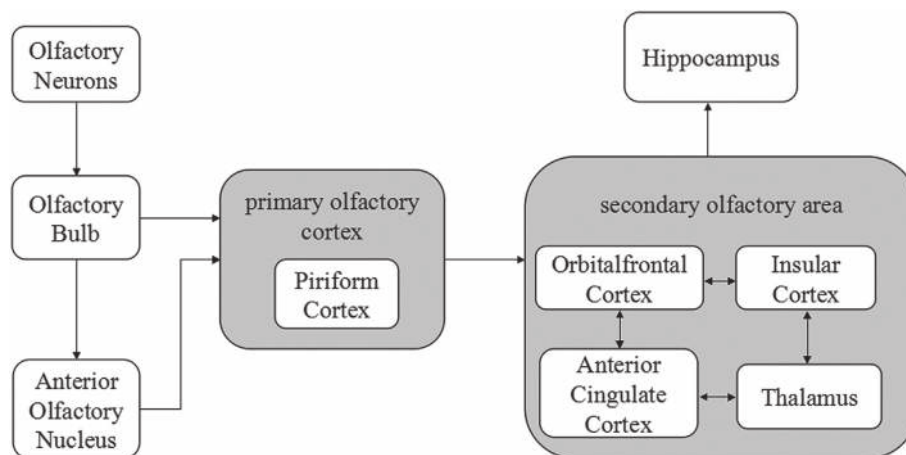 Olfactory
Neurons
Olfactory
Bulb
Anterior
Olfactory
Nucleus
primary olfactory
cortex
Piriform
Cortex
Hippocampus
secondary olfactory area
Orbitalfrontal
Cortex
Insular
Cortex
Anterior
Cingulate
Cortex
Thalamus